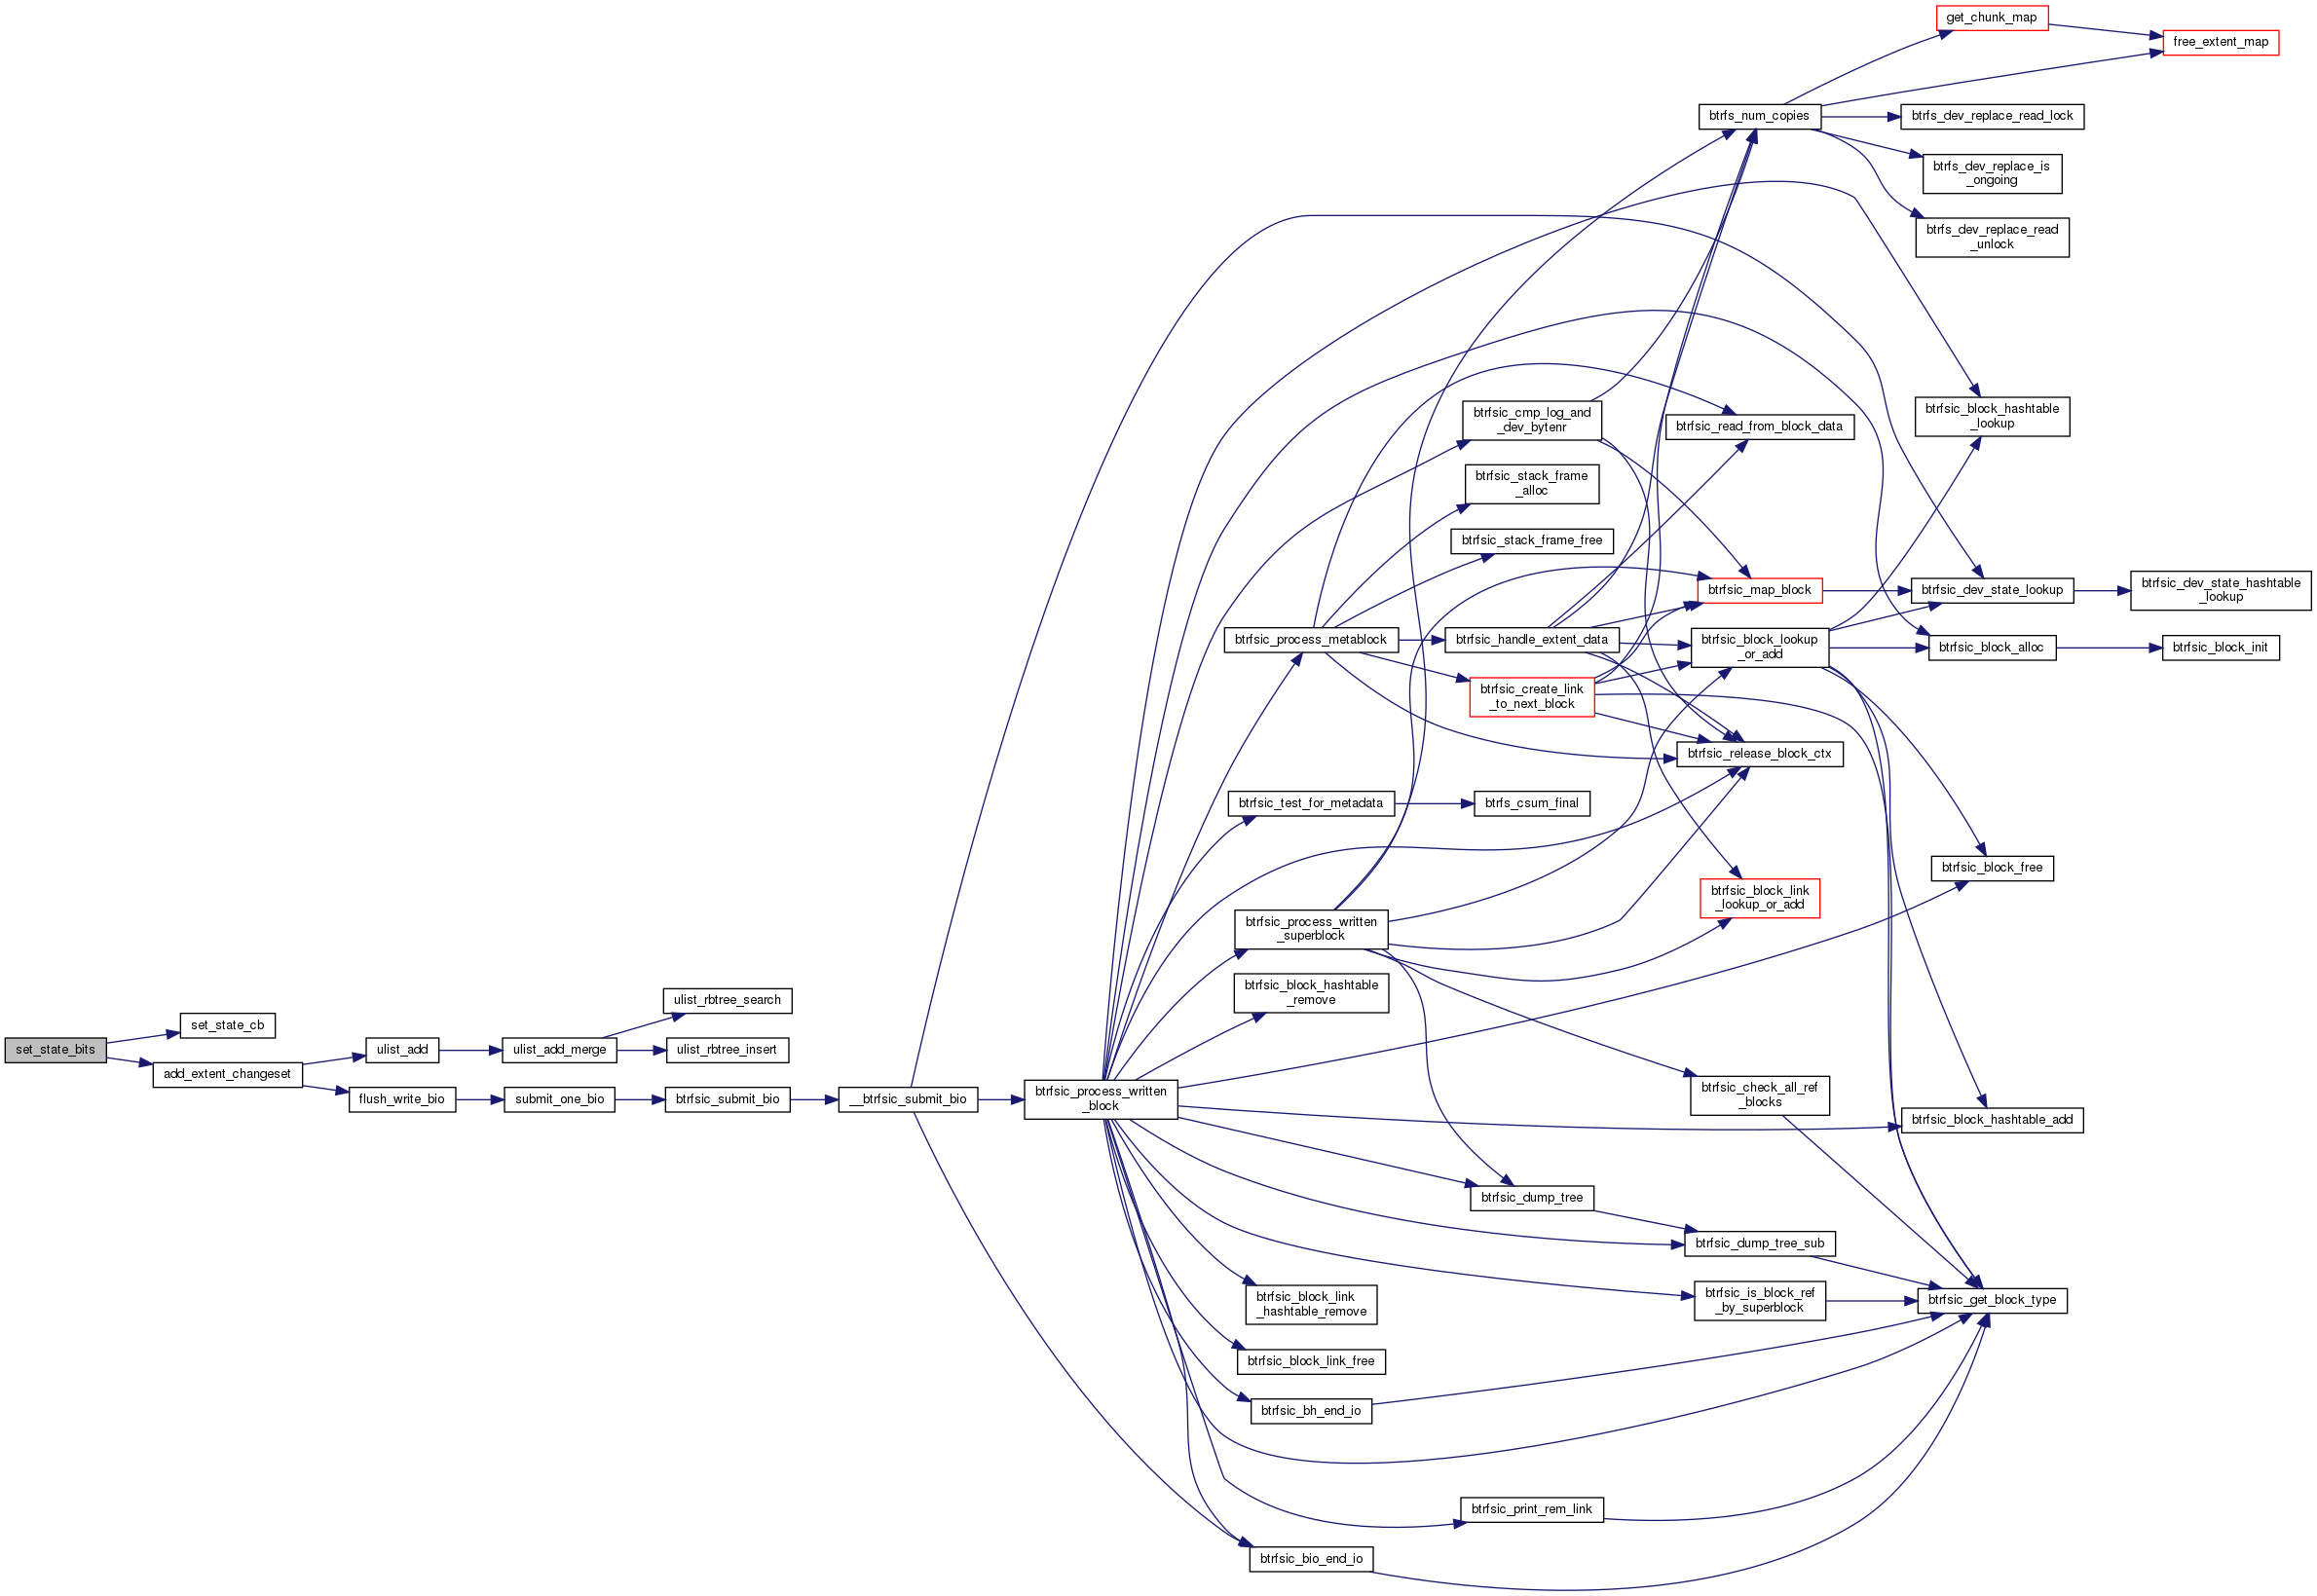 get_chunk_map
free_extent_map
btrfs_num_copies
btrfs_dev_replace_read_lock
btrfs_dev_replace_is
_ongoing
btrfs_dev_replace_read
_unlock
btrfsic_cmp_log_and
_dev_bytenr
btrfsic_read_from_block_data
btrfsic_block_hashtable
_lookup
btrfsic_stack_frame
_alloc
btrfsic_stack_frame_free
btrfsic_map_block
btrfsic_dev_state_lookup
btrfsic_dev_state_hashtable
_lookup
btrfsic_process_metablock
btrfsic_handle_extent_data
btrfsic_block_lookup
_or_add
btrfsic_block_alloc
btrfsic_block_init
btrfsic_create_link
_to_next_block
btrfsic_release_block_ctx
btrfsic_test_for_metadata
btrfs_csum_final
btrfsic_block_free
btrfsic_block_link
_lookup_or_add
btrfsic_process_written
_superblock
btrfsic_block_hashtable
_remove
ulist_rbtree_search
set_state_cb
set_state_bits
ulist_add
ulist_add_merge
ulist_rbtree_insert
add_extent_changeset
flush_write_bio
submit_one_bio
btrfsic_submit_bio
__btrfsic_submit_bio
btrfsic_process_written
_block
btrfsic_check_all_ref
_blocks
btrfsic_block_hashtable_add
btrfsic_dump_tree
btrfsic_dump_tree_sub
btrfsic_block_link
_hashtable_remove
btrfsic_is_block_ref
_by_superblock
btrfsic_get_block_type
btrfsic_block_link_free
btrfsic_bh_end_io
btrfsic_print_rem_link
btrfsic_bio_end_io